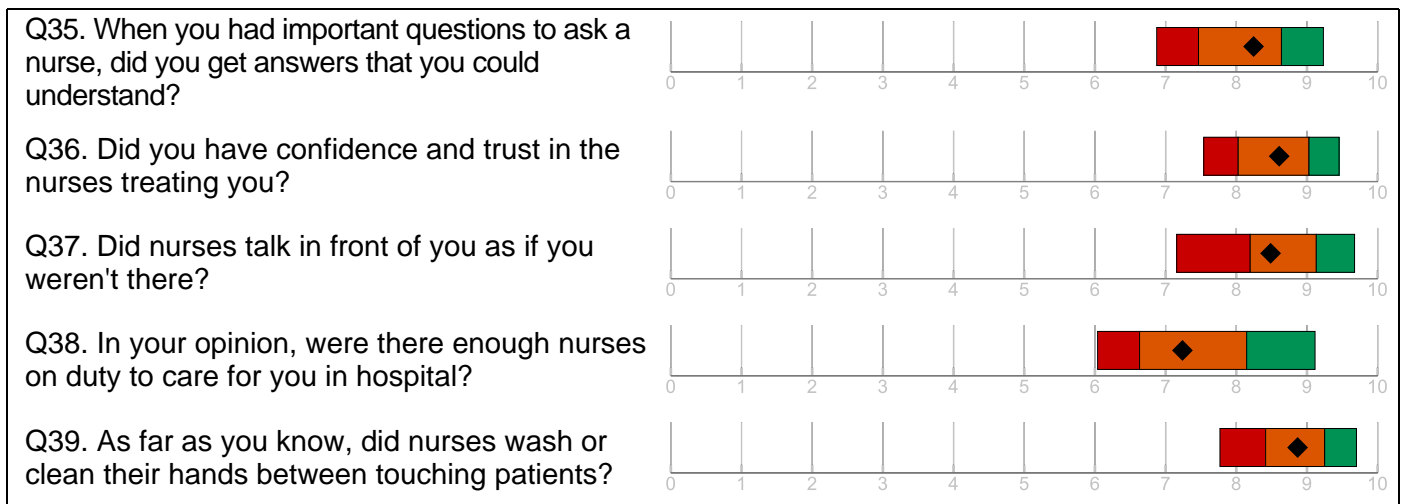 Q35. When you had important questions to ask a
nurse, did you get answers that you could
understand?
0 1 2 3 4 5 6 7 8 9 10
Q36. Did you have confidence and trust in the
nurses treating you?
0 1 2 3 4 5 6 7 8 9 10
Q37. Did nurses talk in front of you as if you
weren't there?
0 1 2 3 4 5 6 7 8 9 10
Q38. In your opinion, were there enough nurses
on duty to care for you in hospital?
0 1 2 3 4 5 6 7 8 9 10
Q39. As far as you know, did nurses wash or
clean their hands between touching patients?
0 1 2 3 4 5 6 7 8 9 10